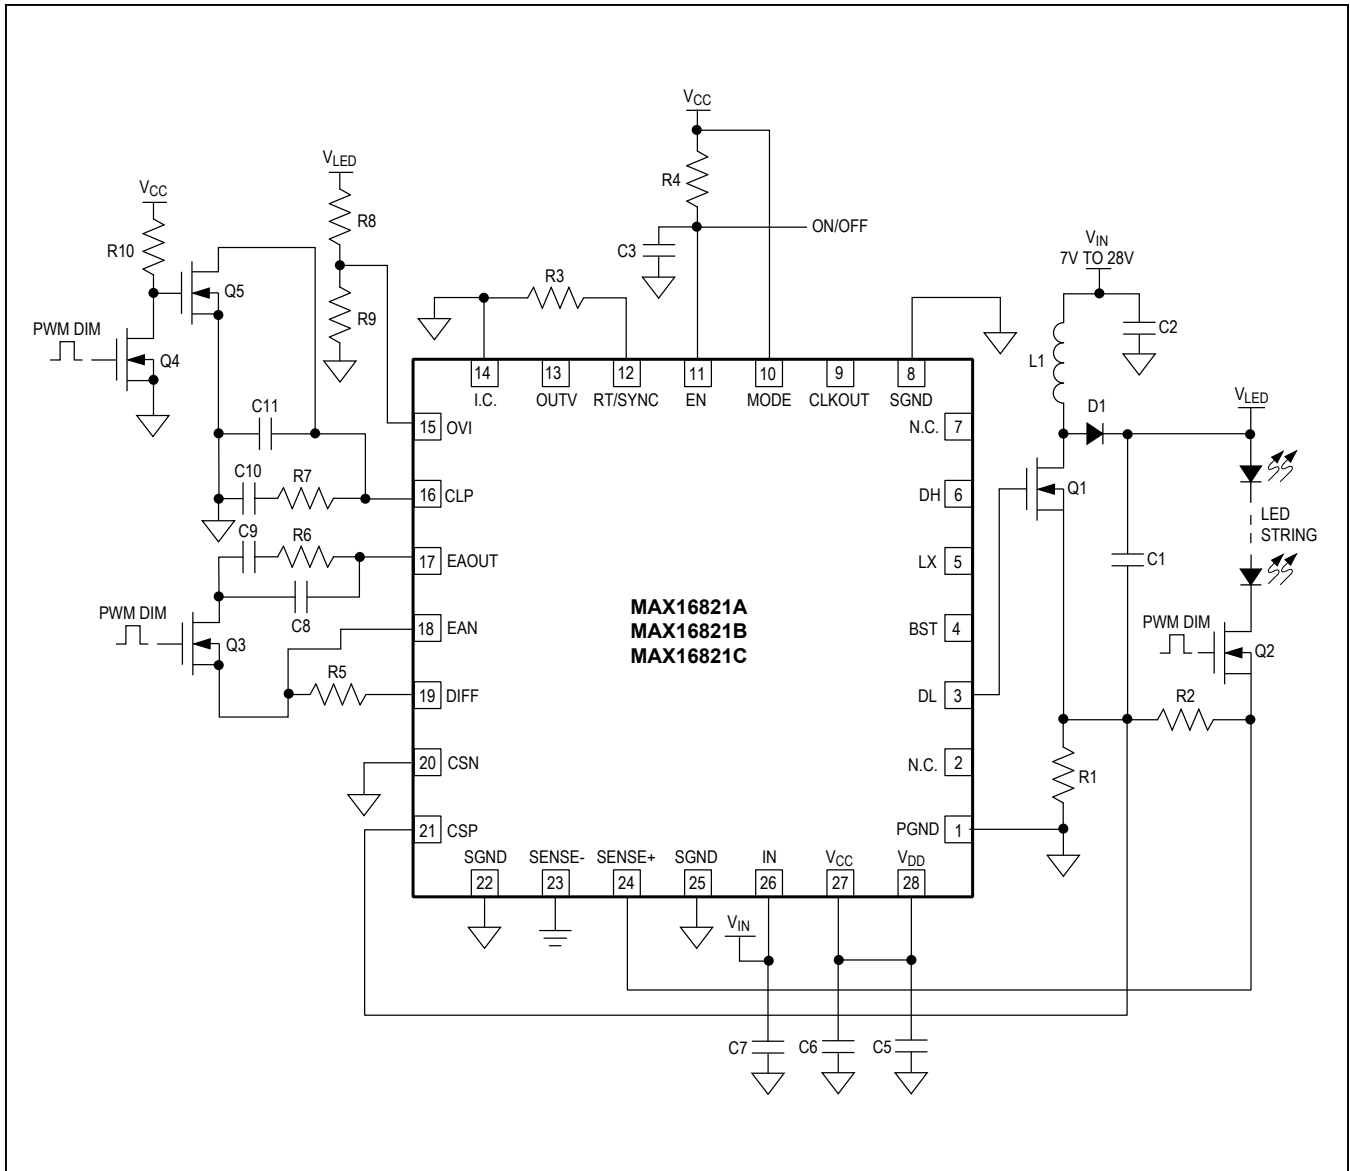 VCC
R4
C3
ON/OFF
VLED
R8
R9
VCC
R10
Q5
PWM DIM
Q4
R3
VIN
7V TO 28V
C2
L1
D1
VLED
Q1
C1
LED
STRING
PWM DIM
Q2
R2
R1
C11
C10
R7
C9
R6
C8
PWM DIM
Q3
R5
14
13
12
11
10
9
8
I.C.
OUTV
RT/SYNC
EN
MODE
CLKOUT
SGND
15 OVI
16 CLP
17 EAOUT
18 EAN
19 DIFF
20 CSN
21 CSP
N.C. 7
DH 6
LX 5
BST 4
DL 3
N.C. 2
PGND 1
MAX16821A
MAX16821B
MAX16821C
SGND
SENSE-
SENSE+
SGND
IN
VCC
VDD
22
23
24
25
26
27
28
VIN
C7
C6
C5